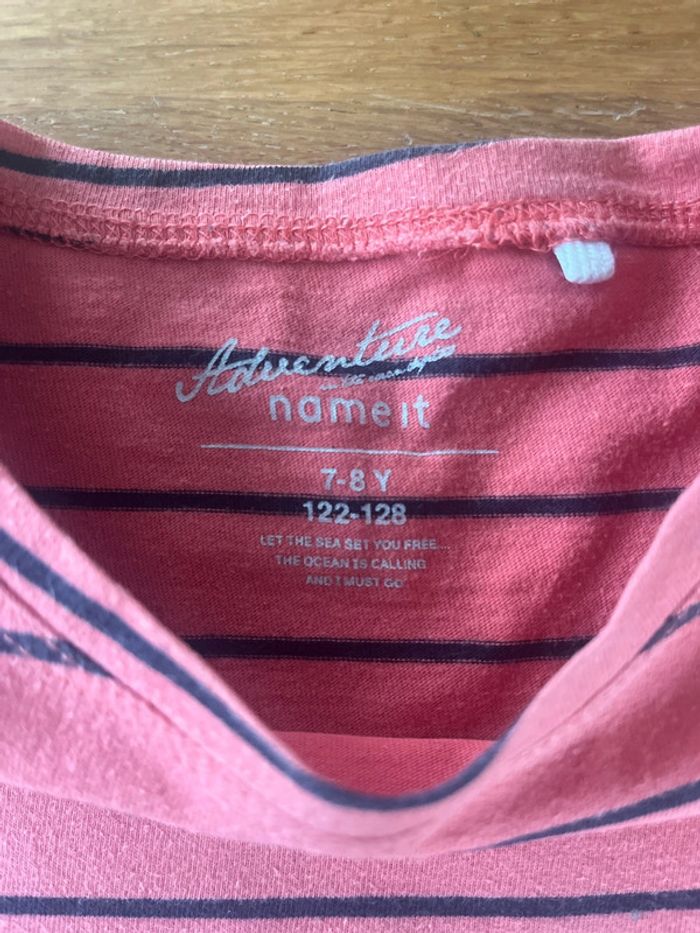 Adventure
nameit
7-8 Y
122-128
LET THE SEA SET YOU FREE....
THE OCEAN IS CALLING
AND I MUST GO